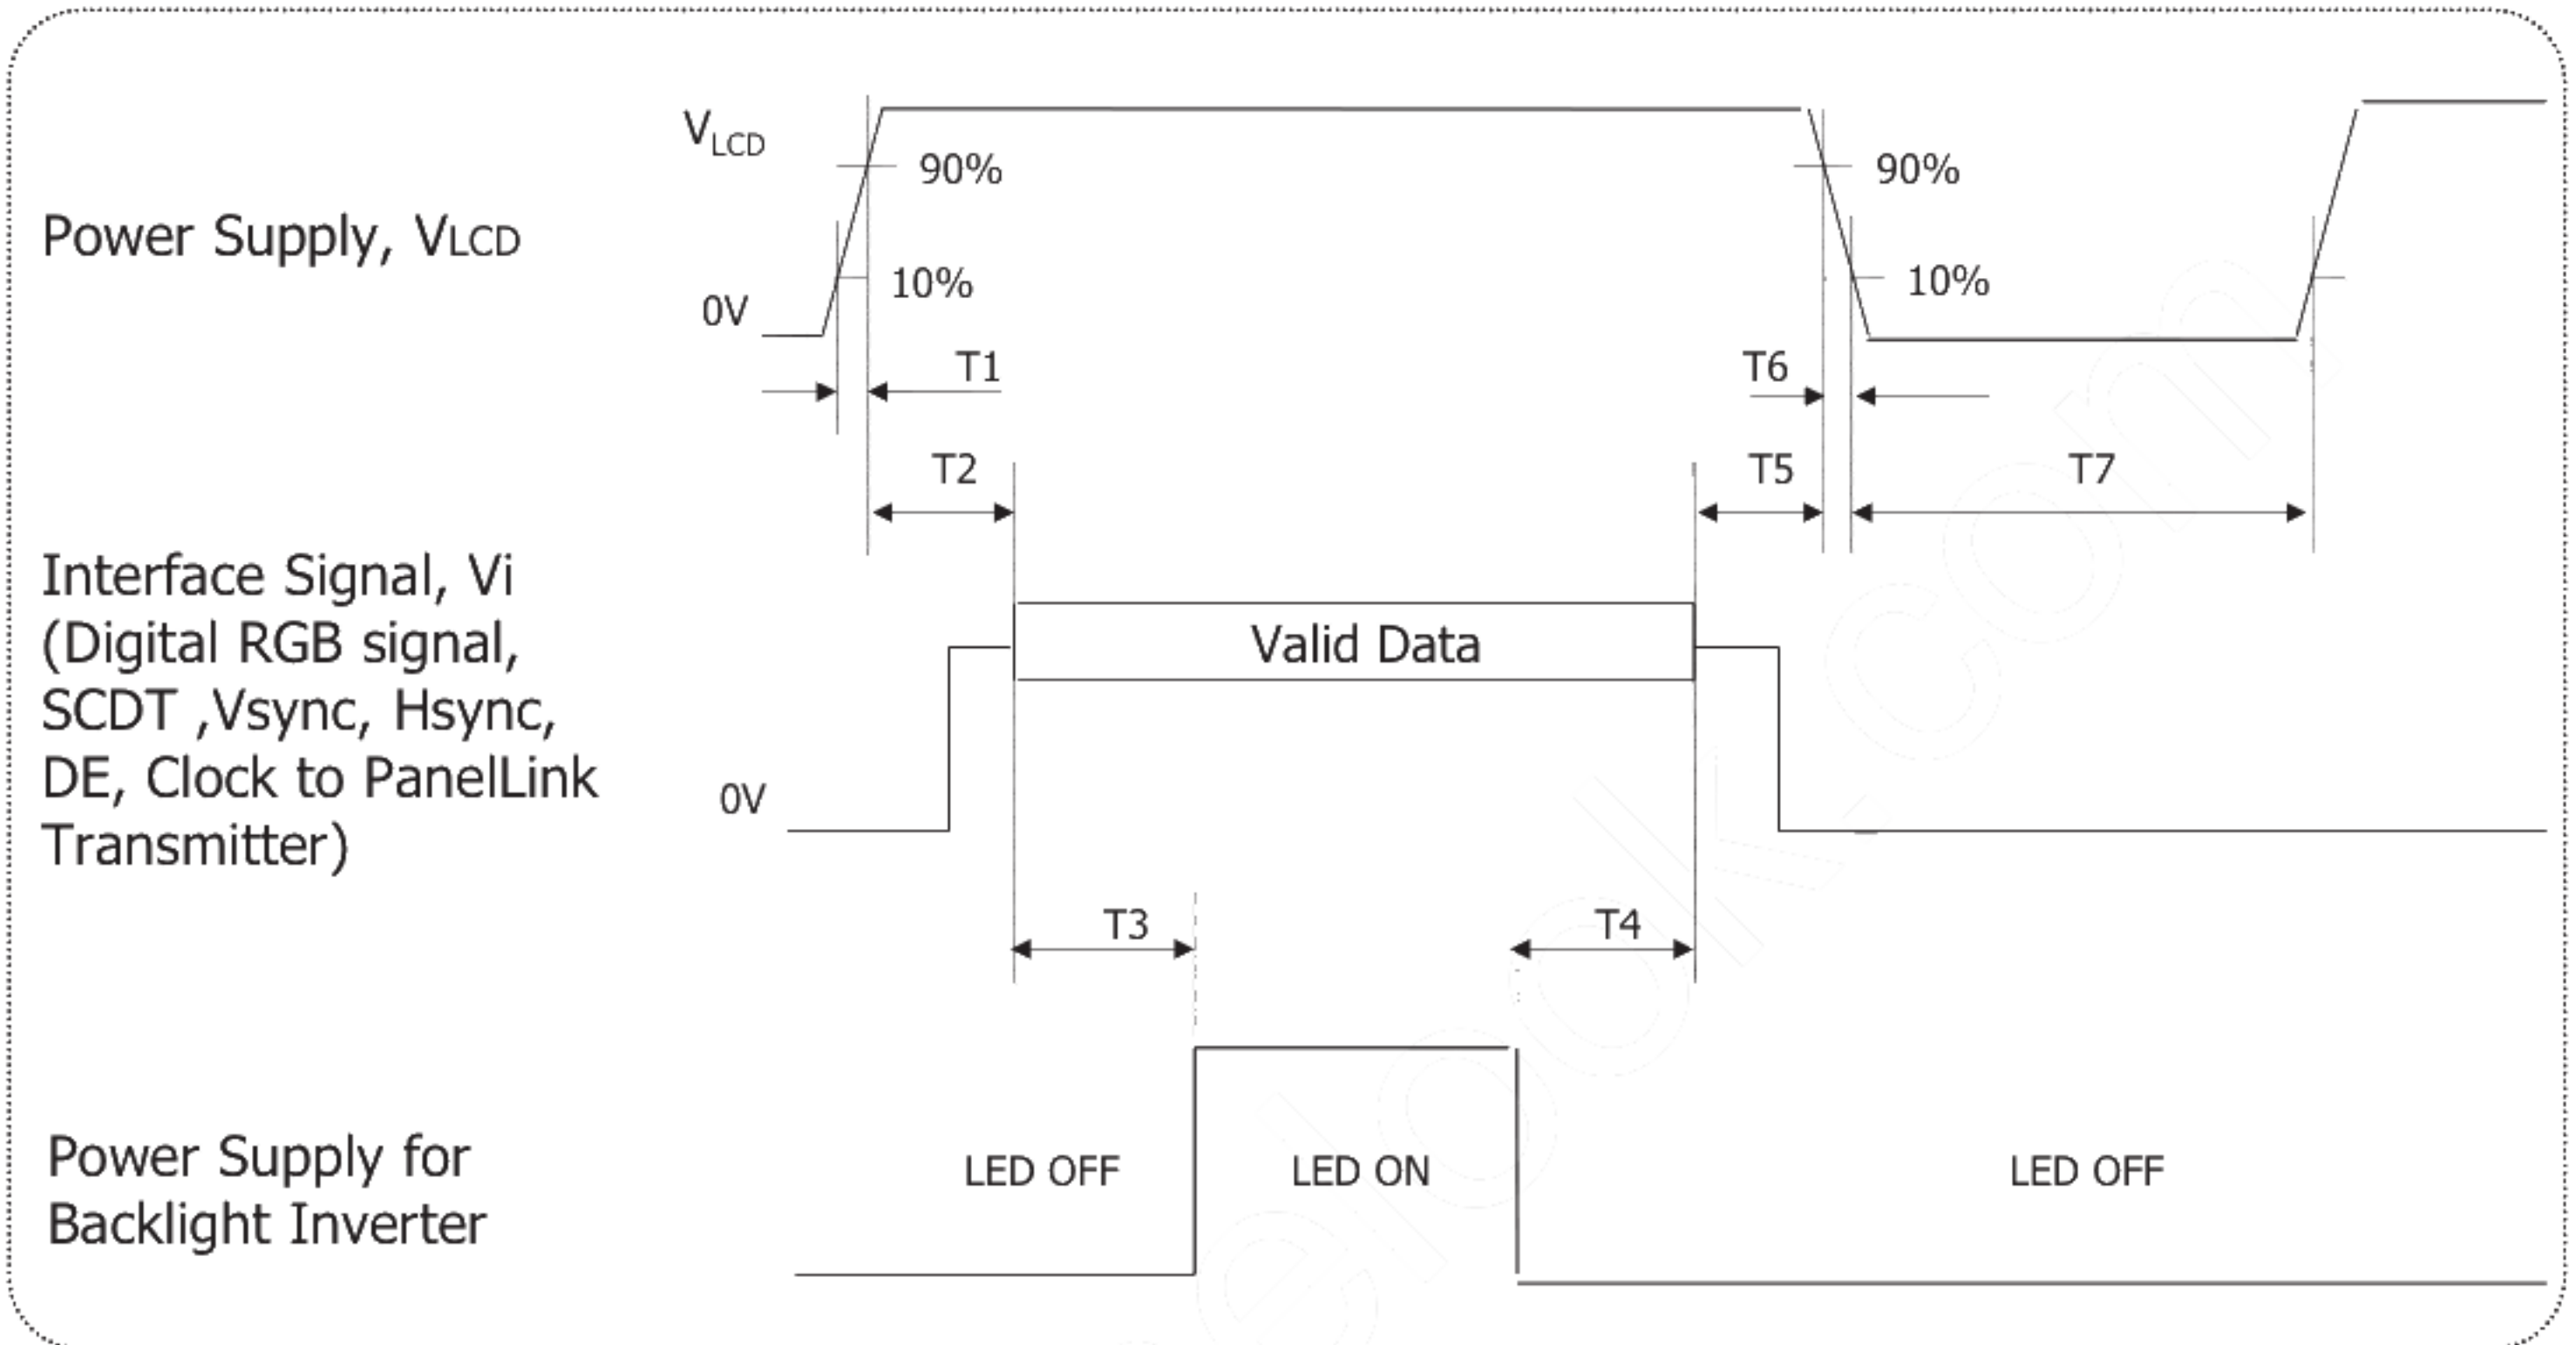 VLCD
90%
90%
Power Supply, VLCD
10%
10%
0V
T1
T6
T2
T5
T7
Interface Signal, Vi
(Digital RGB signal,
Valid Data
SCDT ,Vsync, Hsync,
DE, Clock to PanelLink
0V
Transmitter)
T3
T4
Power Supply for
LED OFF
LED ON
LED OFF
Backlight Inverter